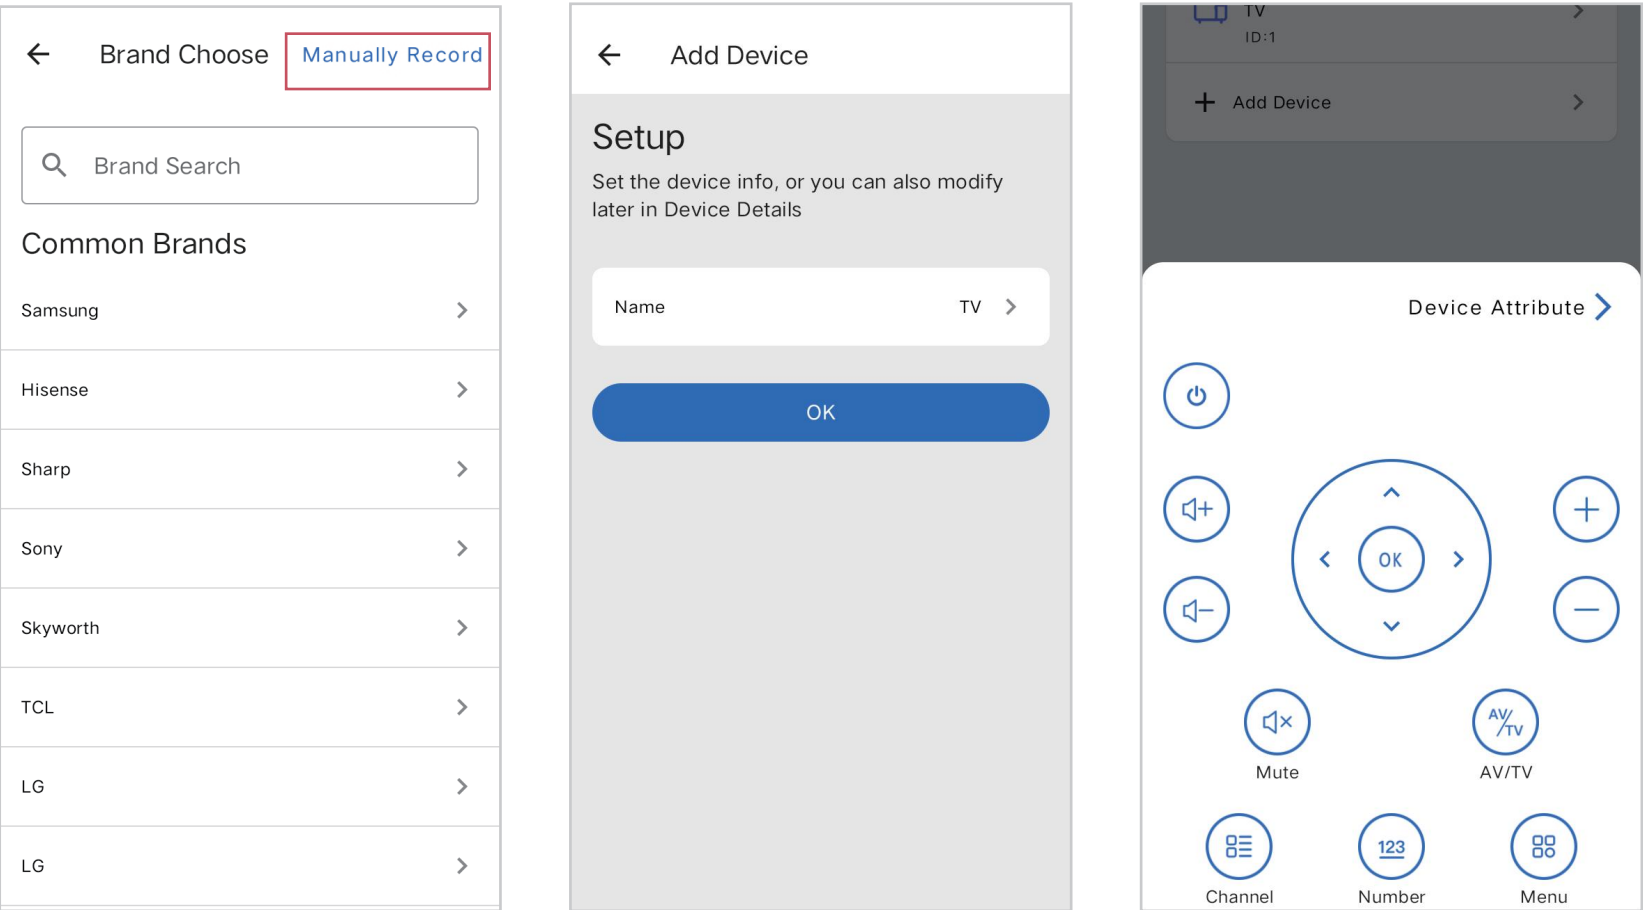 Brand Choose Manually Record
Brand Search
Common Brands
Samsung
Hisense
Sharp
Sony
Skyworth
TCL
LG
LG
Add Device
Setup
Set the device info, or you can also modify
later in Device Details
Name TV
OK
TV
ID:1
Add Device
Device Attribute
OK
Mute
AV/TV
AV/TV
Channel
123
Number
Menu